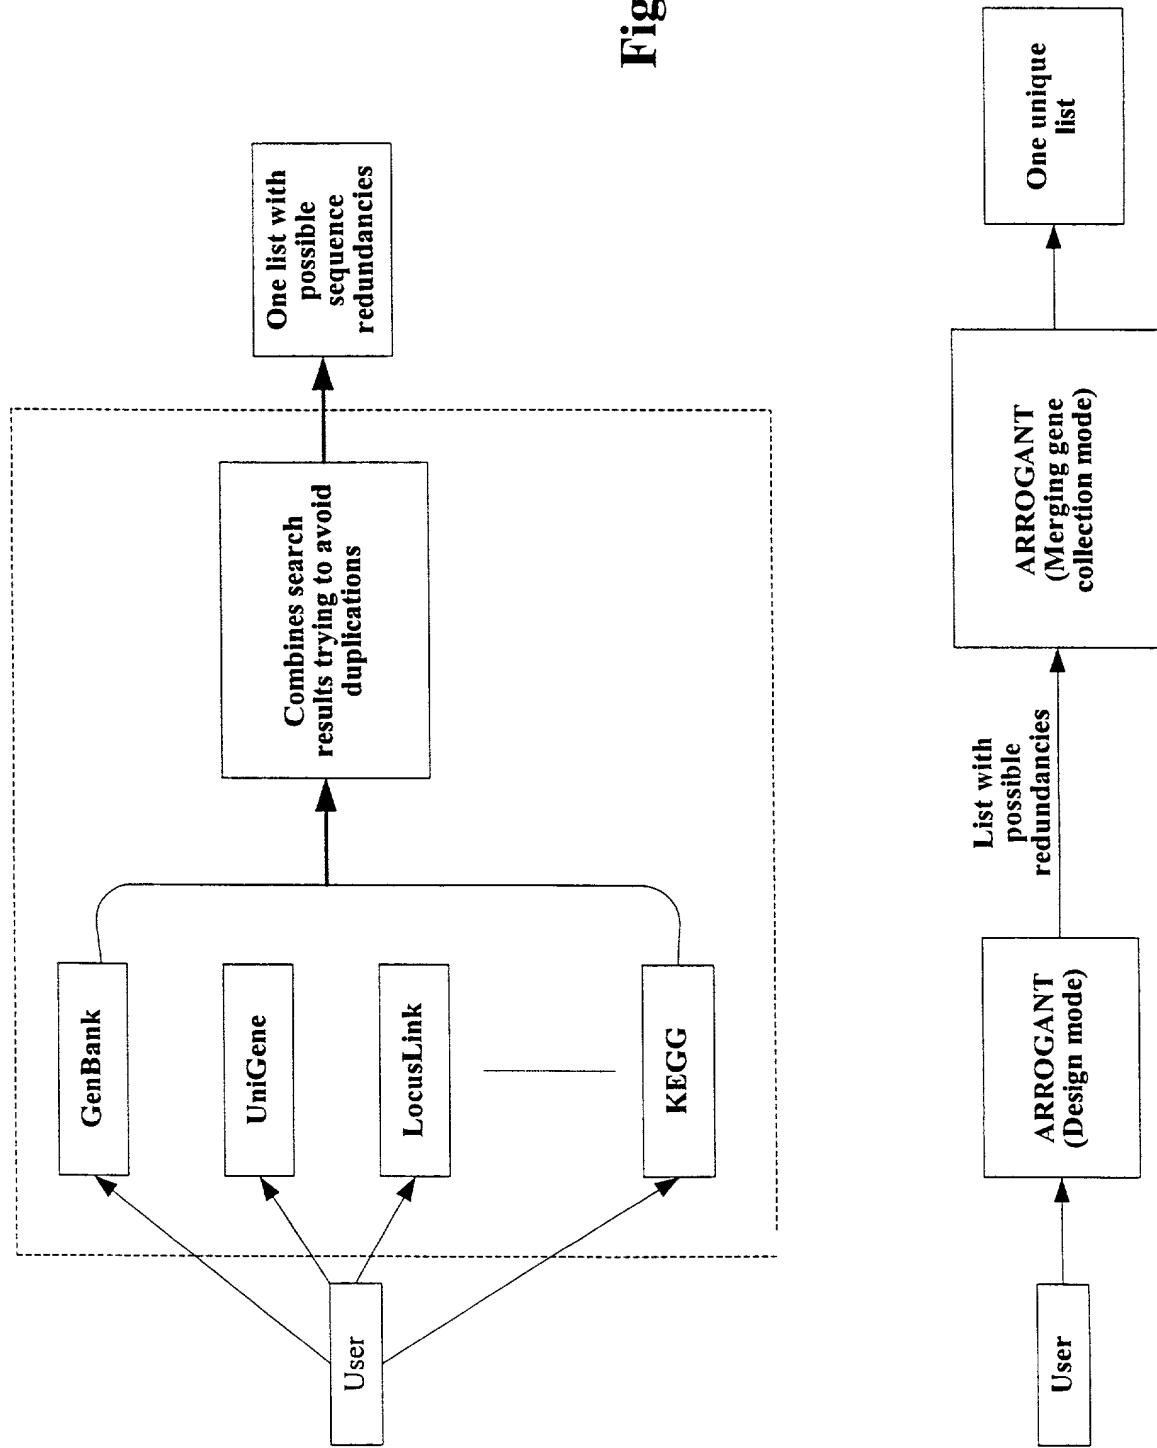 User
GenBank
UniGene
LocusLink
KEGG
Combines search
results trying to avoid
duplications
One list with
possible
sequence
redundancies
Fig
User
ARROGANT
(Design mode)
List with
possible
redundancies
ARROGANT
(Merging gene
collection mode)
One unique
list